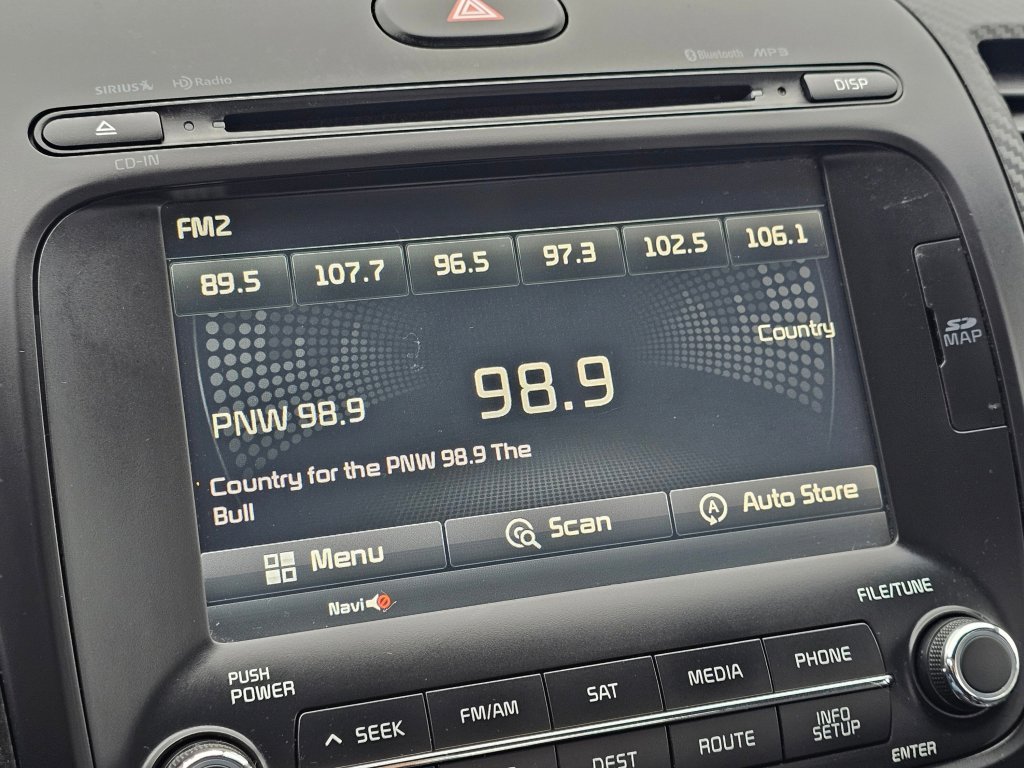 SIRIUSXM HD Radio
Bluetooth MP3
DISP
CD-IN
FM2
89.5 107.7 96.5 97.3 102.5 106.1
Country
98.9
PNW 98.9
Country for the PNW 98.9 The
Bull
Menu Scan A Auto Store
Navi
SD
MAP
FILE/TUNE
PUSH
POWER
SEEK FM/AM SAT MEDIA PHONE
DEST ROUTE INFO
SETUP
ENTER